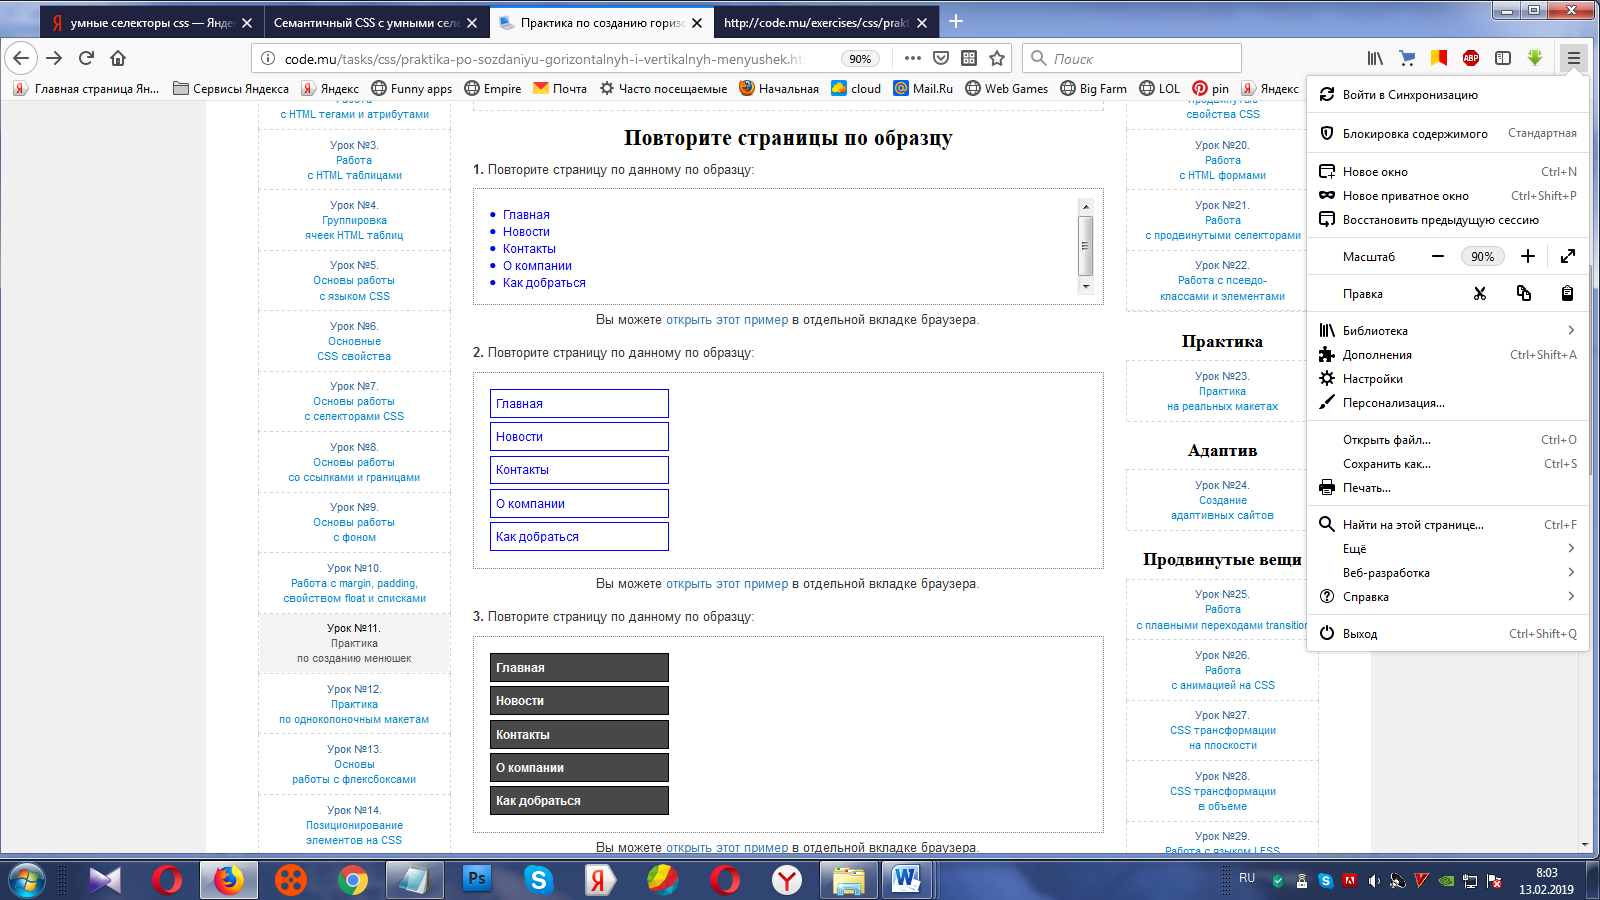 умные селекторы css — Янде
Семантичный CSS с умными селе
Практика по созданию горизо
http://code.mu/exercises/css/prakt
code.mu/tasks/css/praktika-po-sozdaniyu-gorizontalnyh-i-vertikalnyh-menyushek.ht
90%
Поиск
Главная страница Ян...
Сервисы Яндекса
Яндекс
Funny apps
Empire
Почта
Часто посещаемые
Начальная
cloud
Mail.Ru
Web Games
Big Farm
LOL
pin
Яндекс
Работа
с HTML тегами и атрибутами
Урок №3.
Работа
с HTML таблицами
Урок №4.
Группировка
ячеек HTML таблиц
Урок №5.
Основы работы
с языком CSS
Урок №6.
Основные
CSS свойства
Урок №7.
Основы работы
с селекторами CSS
Урок №8.
Основы работы
со ссылками и границами
Урок №9.
Основы работы
с фоном
Урок №10.
Работа с margin, padding,
свойством float и списками
Урок №11.
Практика
по созданию менюшек
Урок №12.
Практика
по одноколоночным макетам
Урок №13.
Основы
работы с флексбоксами
Урок №14.
Позиционирование
элементов на CSS
Повторите страницы по образцу
1. Повторите страницу по данному по образцу:
Главная
Новости
Контакты
О компании
Как добраться
Вы можете открыть этот пример в отдельной вкладке браузера.
2. Повторите страницу по данному по образцу:
Главная
Новости
Контакты
О компании
Как добраться
Вы можете открыть этот пример в отдельной вкладке браузера.
3. Повторите страницу по данному по образцу:
Главная
Новости
Контакты
О компании
Как добраться
Вы можете открыть этот пример в отдельной вкладке браузера.
Продвинутые
свойства CSS
Урок №20.
Работа
с HTML формами
Урок №21.
Работа
с продвинутыми селекторами
Урок №22.
Работа с псевдо-
классами и элементами
Практика
Урок №23.
Практика
на реальных макетах
Адаптив
Урок №24.
Создание
адаптивных сайтов
Продвинутые вещи
Урок №25.
Работа
с плавными переходами transition
Урок №26.
Работа
с анимацией на CSS
Урок №27.
CSS трансформации
на плоскости
Урок №28.
CSS трансформации
в объеме
Урок №29.
Работа с языком LESS
Войти в Синхронизацию
Блокировка содержимого Стандартная
Новое окно Ctrl+N
Новое приватное окно Ctrl+Shift+P
Восстановить предыдущую сессию
Масштаб 90%
Правка
Библиотека
Дополнения Ctrl+Shift+A
Настройки
Персонализация...
Открыть файл... Ctrl+O
Сохранить как... Ctrl+S
Печать...
Найти на этой странице... Ctrl+F
Ещё
Веб-разработка
Справка
Выход Ctrl+Shift+Q
RU
8:03
13.02.2019